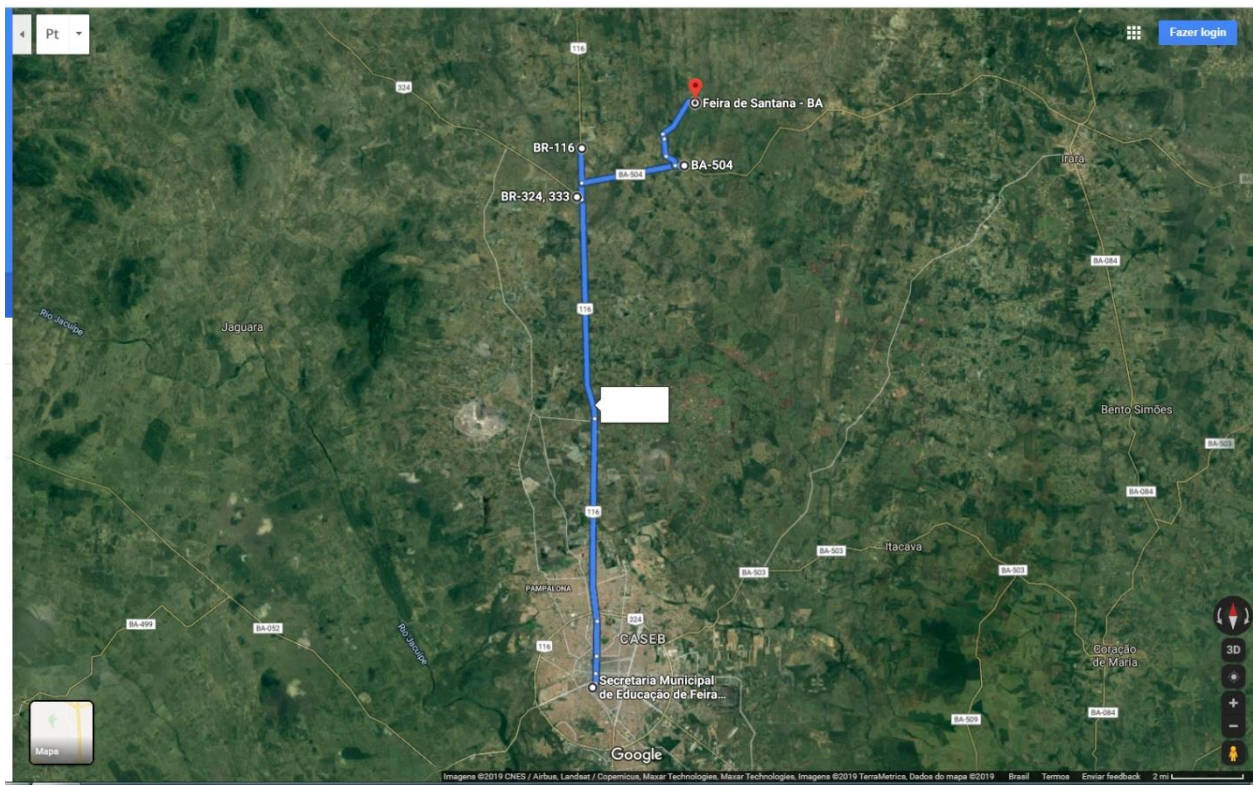 Pt
Fazer login
116
324
Feira de Santana - BA
BR-116
BA-504
BA-504
Irará
BR-324, 333
BA-084
116
Rio Jacuípe
Jaguara
Bento Simões
BA-503
BA-084
116
Itacava
BA-503
BA-503
BA-503
PAMPALONA
BA-499
BA-052
Rio Jacuípe
324
CASEB
116
Coração
de Maria
3D
Secretaria Municipal
de Educação de Feira...
BA-509
BA-084
Mapa
Google
Imagens ©2019 CNES / Airbus, Landsat / Copernicus, Maxar Technologies, Maxar Technologies, Imagens ©2019 TerraMetrics, Dados do mapa ©2019 Brasil Termos Enviar feedback 2 mi